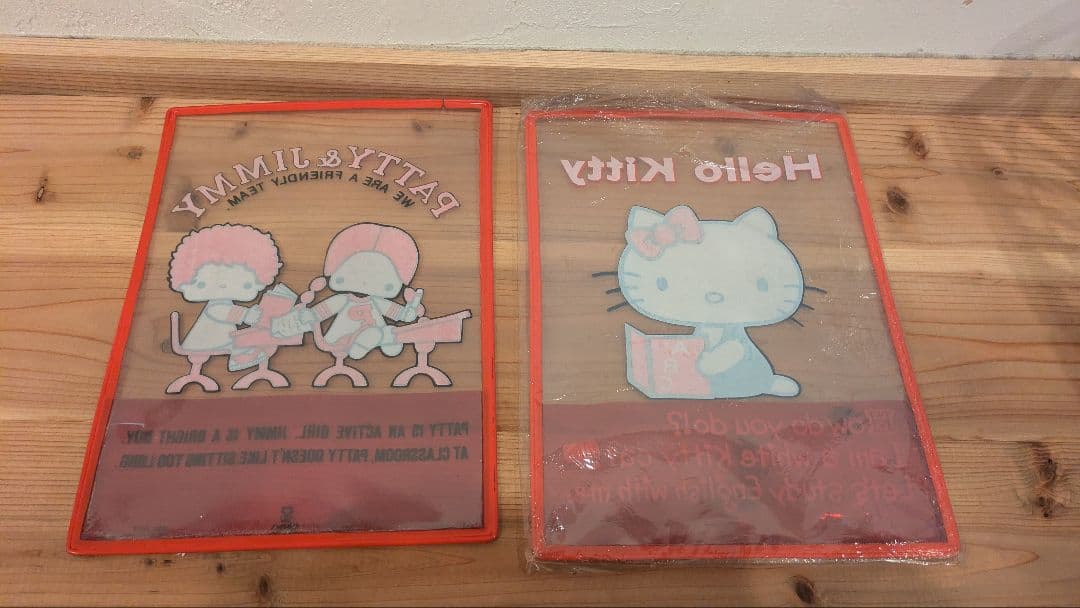 PATTY & JIMMY
WE ARE A FRIENDLY TEAM.
PATTY IS AN ACTIVE GIRL. JIMMY IS A BRIGHT BOY.
AT CLASSROOM, PATTY DOESN'T LIKE SITTING TOO LONG
Hello Kitty
How do you do!?
I am a white Kitty cat
Let's study English with me.